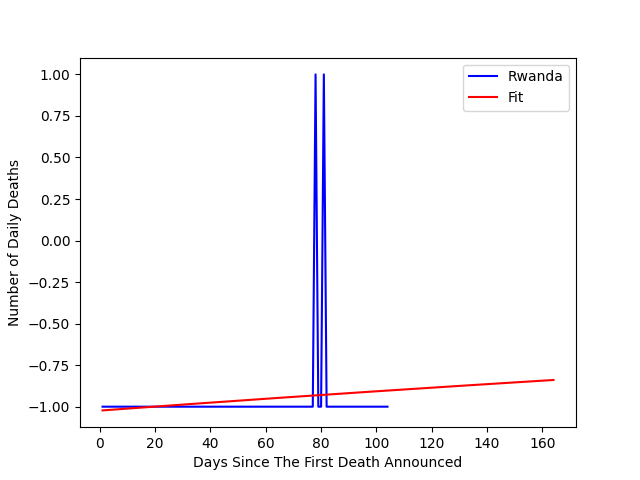 1.00
0.75
0.50
0.25
0.00
−0.25
−0.50
−0.75
−1.00
Number of Daily Deaths
Rwanda
Fit
0 20 40 60 80 100 120 140 160
Days Since The First Death Announced